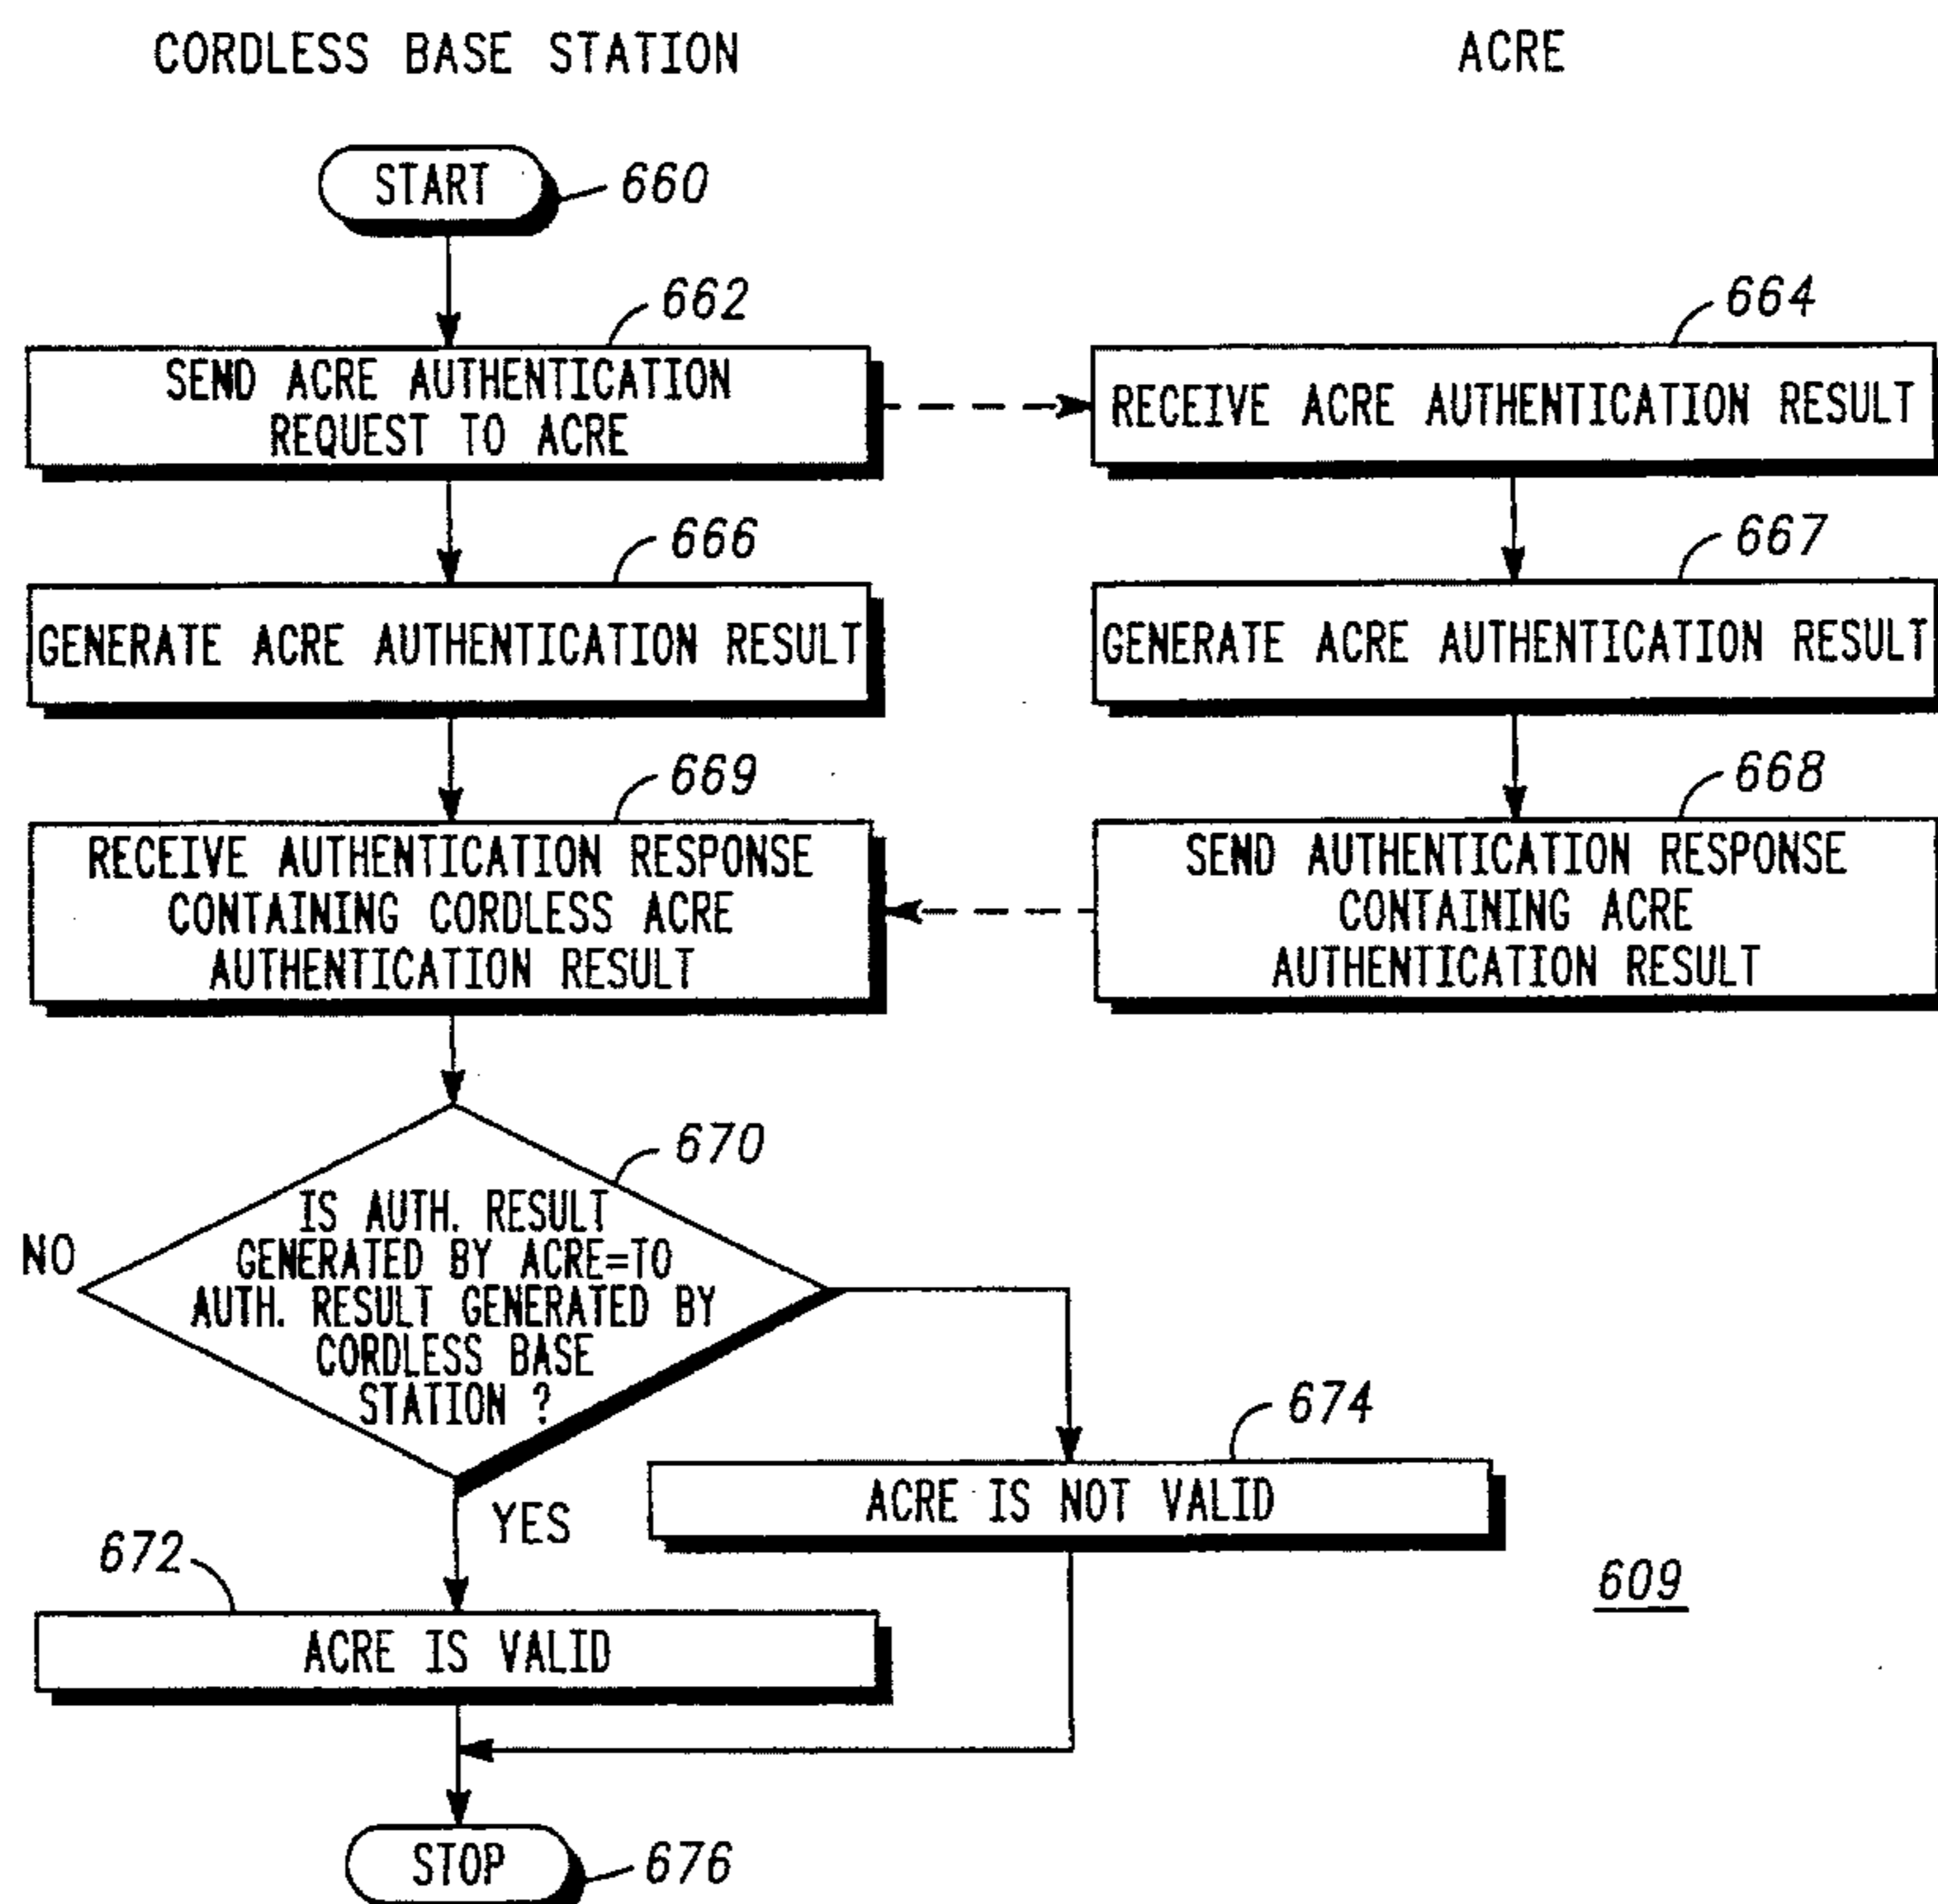 CORDLESS BASE STATION
ACRE
START
660
662
SEND ACRE AUTHENTICATION
REQUEST TO ACRE
664
RECEIVE ACRE AUTHENTICATION RESULT
666
GENERATE ACRE AUTHENTICATION RESULT
667
GENERATE ACRE AUTHENTICATION RESULT
669
RECEIVE AUTHENTICATION RESPONSE
CONTAINING CORDLESS ACRE
AUTHENTICATION RESULT
668
SEND AUTHENTICATION RESPONSE
CONTAINING ACRE
AUTHENTICATION RESULT
670
NO
IS AUTH. RESULT
GENERATED BY ACRE=TO
AUTH. RESULT GENERATED BY
CORDLESS BASE
STATION ?
674
ACRE IS NOT VALID
YES
672
ACRE IS VALID
609
STOP
676